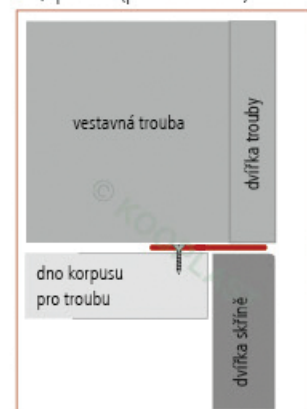 vestavná trouba
dvířka trouby
dno korpusu
pro troubu
dvířka skříně